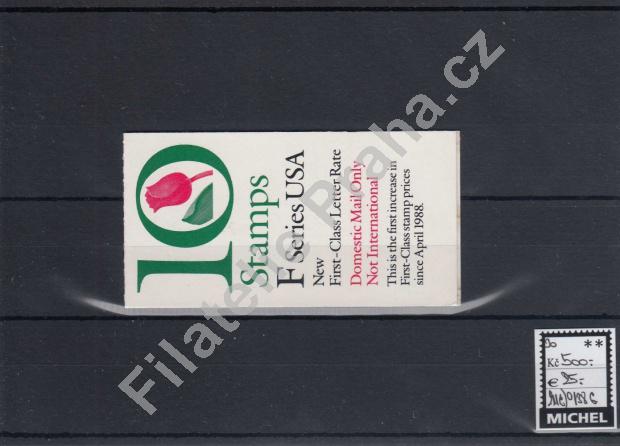 10
Stamps
F Series USA
New
First-Class Letter Rate
Domestic Mail Only
Not International
This is the first increase in
First-Class stamp prices
since April 1988.
Filatelie Praha.cz
**
Kč 500.-
€ 25.-
MICHEL